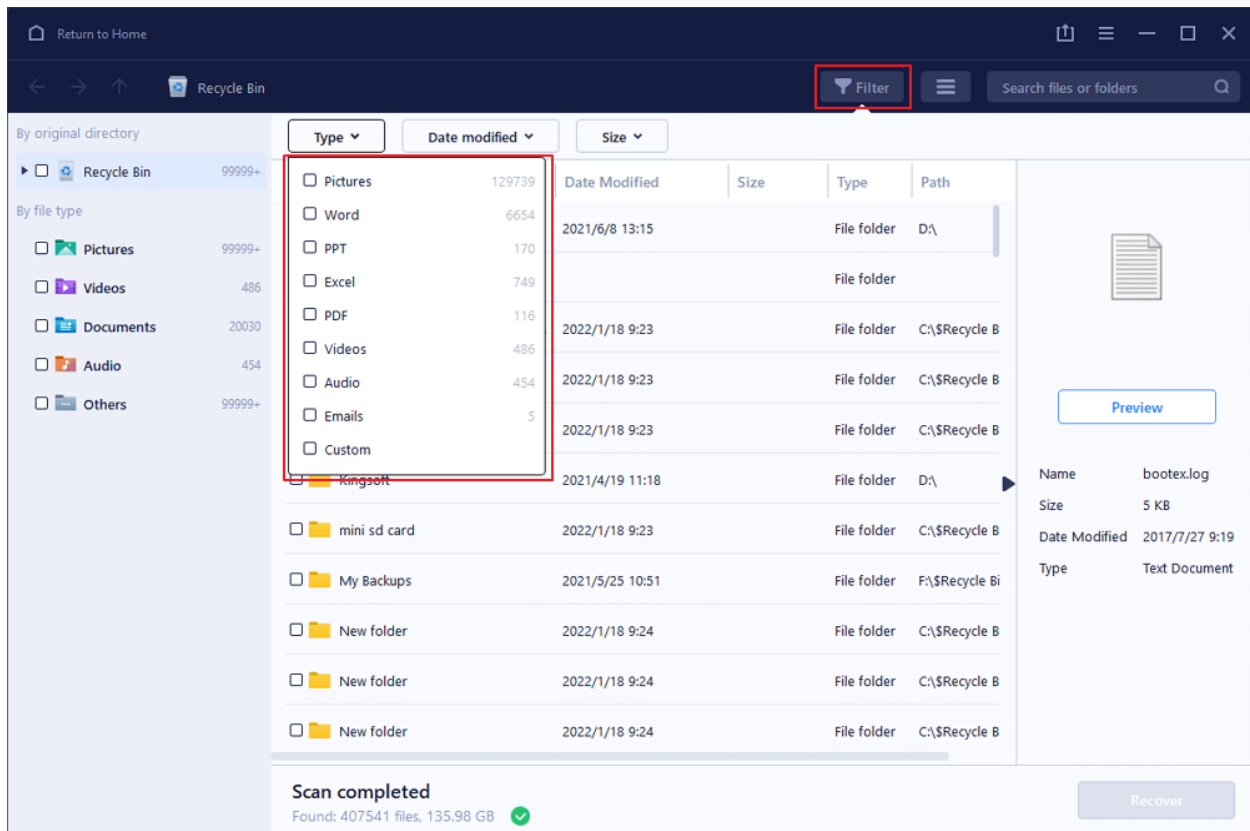 Return to Home
Recycle Bin
Filter
Search files or folders
By original directory
Recycle Bin 99999+
By file type
Pictures 99999+
Videos 486
Documents 20030
Audio 454
Others 99999+
Type Date modified Size
Pictures 129739
Word 6654
PPT 170
Excel 749
PDF 116
Videos 486
Audio 454
Emails 5
Custom
Date Modified Size Type Path
2021/6/8 13:15 File folder D:\
File folder
2022/1/18 9:23 File folder C:\$Recycle B
2022/1/18 9:23 File folder C:\$Recycle B
2022/1/18 9:23 File folder C:\$Recycle B
Kingsoft 2021/4/19 11:18 File folder D:\
mini sd card 2022/1/18 9:23 File folder C:\$Recycle B
My Backups 2021/5/25 10:51 File folder F:\$Recycle Bi
New folder 2022/1/18 9:24 File folder C:\$Recycle B
New folder 2022/1/18 9:24 File folder C:\$Recycle B
New folder 2022/1/18 9:24 File folder C:\$Recycle B
Preview
Name bootex.log
Size 5 KB
Date Modified 2017/7/27 9:19
Type Text Document
Scan completed
Found: 407541 files, 135.98 GB
Recover